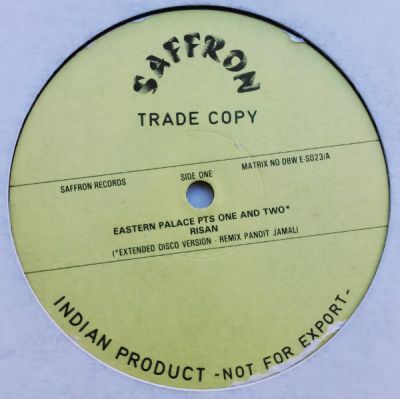 SAFFRON
TRADE COPY
SAFFRON RECORDS
SIDE ONE
MATRIX NO DBW E-S023/A
EASTERN PALACE PTS ONE AND TWO*
RISAN
(*EXTENDED DISCO VERSION - REMIX PANDIT JAMAL)
INDIAN PRODUCT -NOT FOR EXPORT-